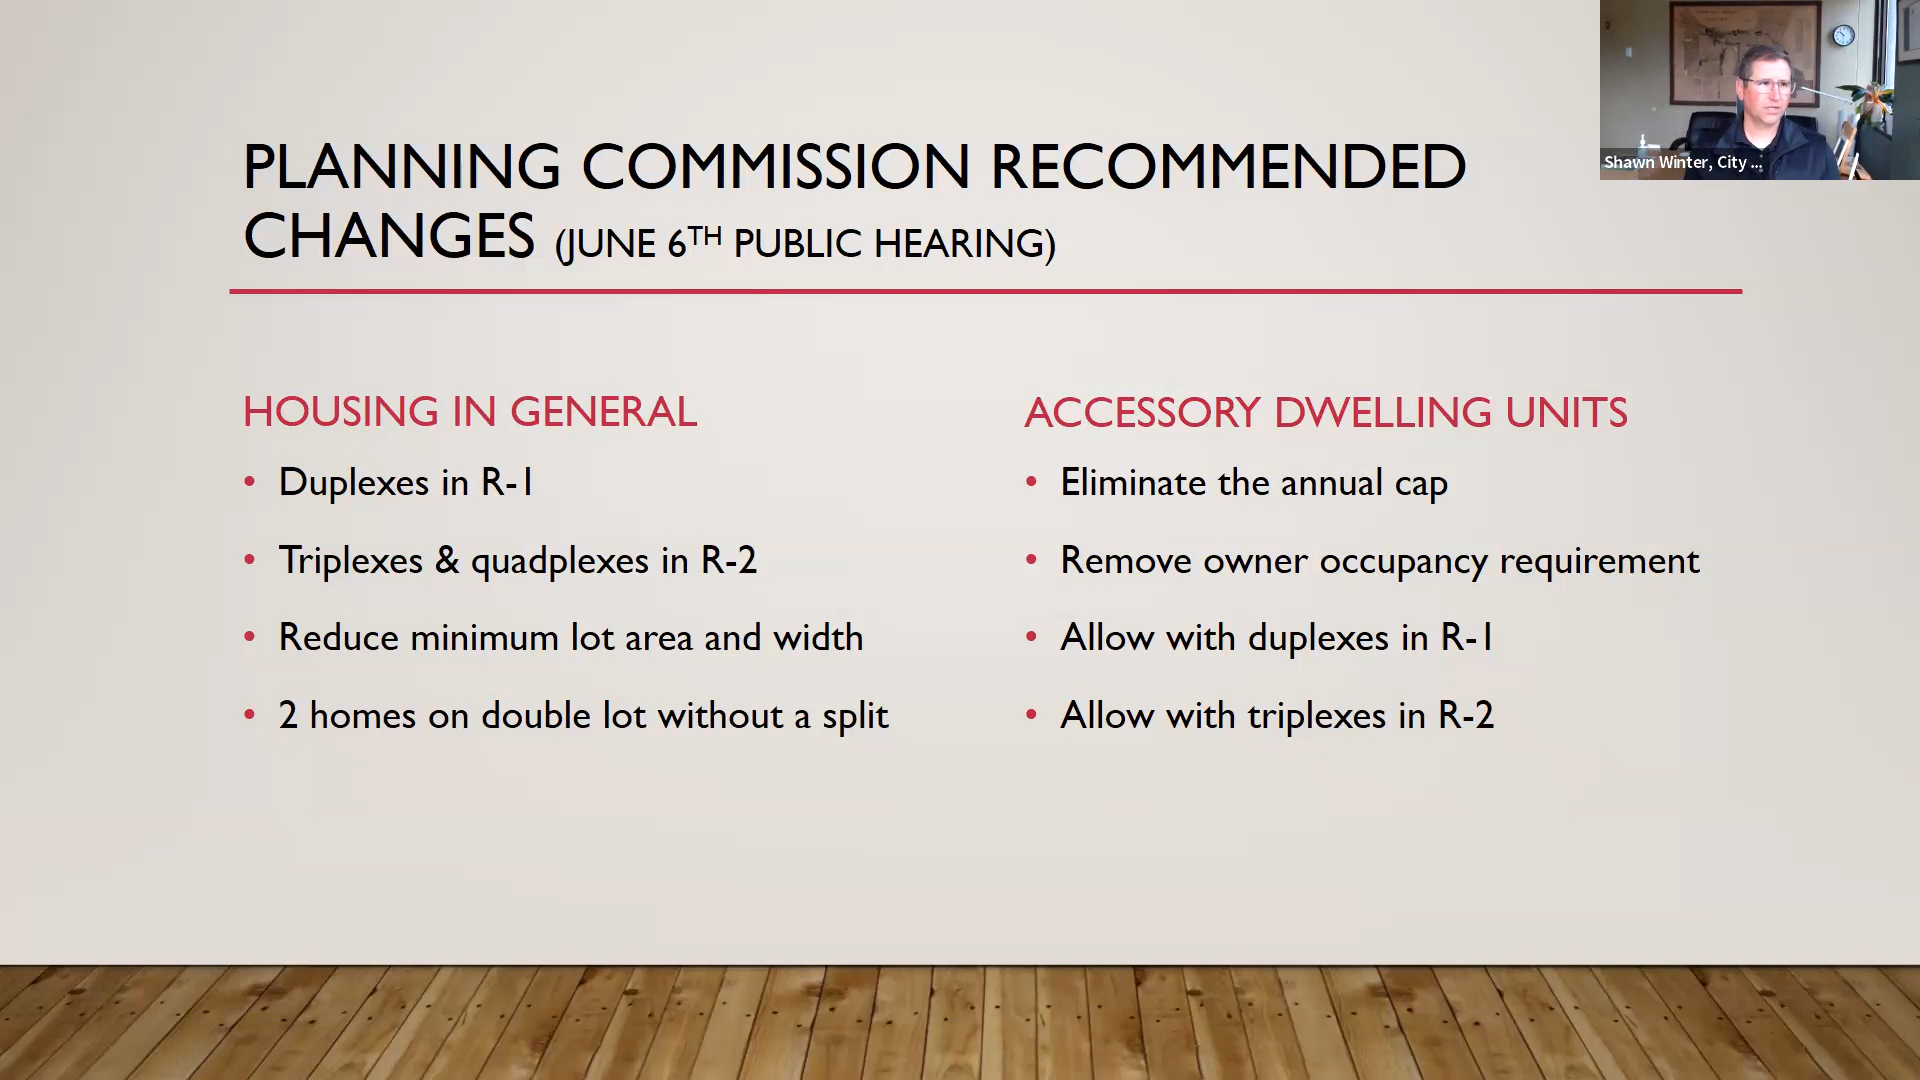 PLANNING COMMISSION RECOMMENDED
CHANGES (JUNE 6TH PUBLIC HEARING)
Shawn Winter, City ...
HOUSING IN GENERAL
• Duplexes in R-1
• Triplexes & quadplexes in R-2
• Reduce minimum lot area and width
• 2 homes on double lot without a split
ACCESSORY DWELLING UNITS
• Eliminate the annual cap
• Remove owner occupancy requirement
• Allow with duplexes in R-1
• Allow with triplexes in R-2